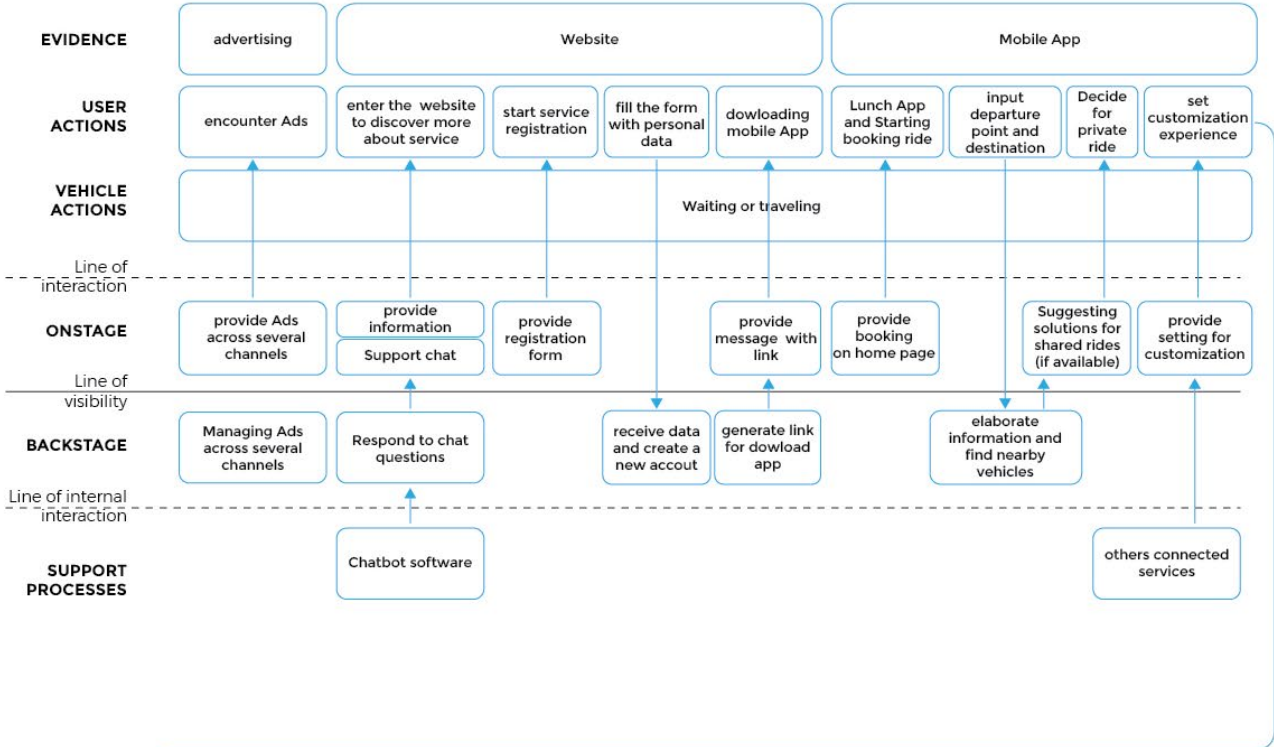 EVIDENCE
advertising
Website
Mobile App
USER
ACTIONS
encounter Ads
enter the website
to discover more
about service
start service
registration
fill the form
with personal
data
dowloading
mobile App
Lunch App
and Starting
booking ride
input
departure
point and
destination
Decide
for
private
ride
set
customization
experience
VEHICLE
ACTIONS
Waiting or traveling
Line of
interaction
ONSTAGE
provide Ads
across several
channels
provide
information
Support chat
provide
registration
form
provide
message with
link
provide
booking
on home page
Suggesting
solutions for
shared rides
(if available)
provide
setting for
customization
Line of
visibility
BACKSTAGE
Managing Ads
across several
channels
Respond to chat
questions
receive data
and create a
new accout
generate link
for dowload
app
elaborate
information and
find nearby
vehicles
Line of internal
interaction
SUPPORT
PROCESSES
Chatbot software
others connected
services